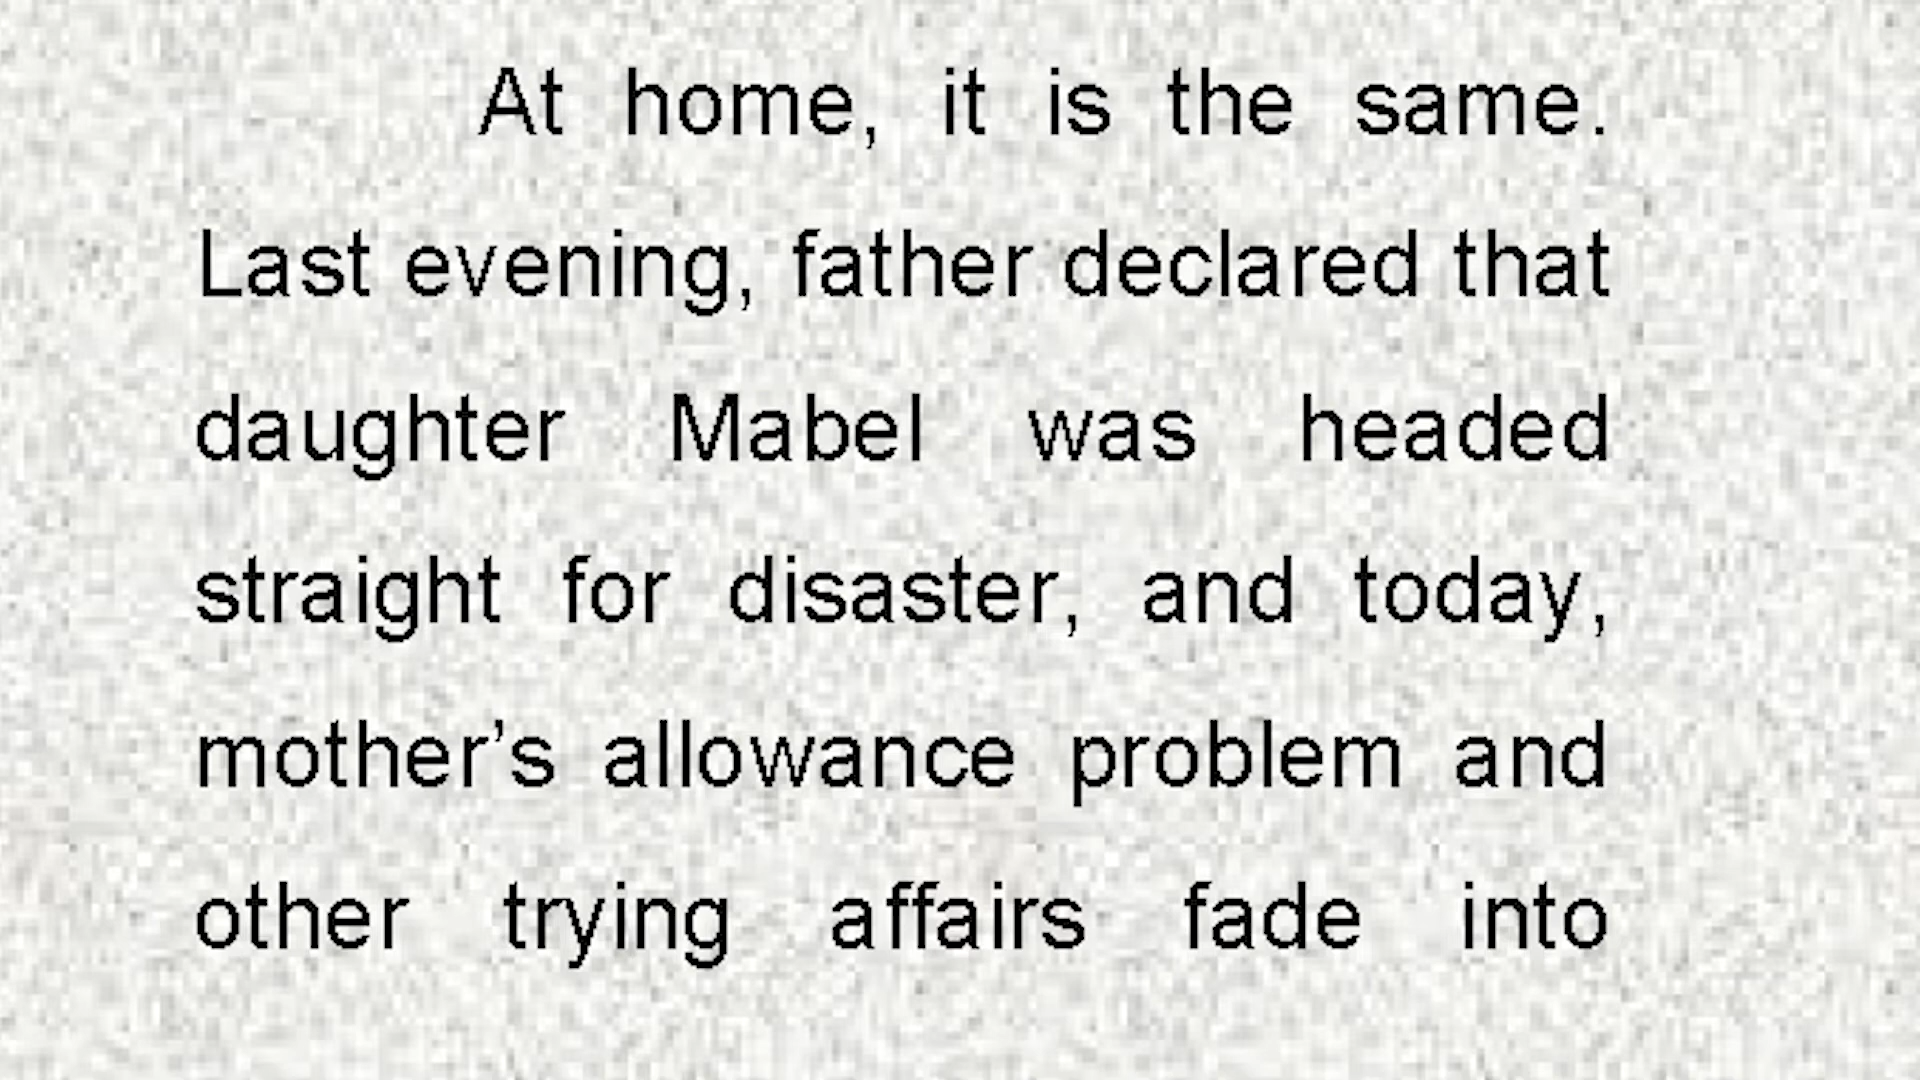 At home, it is the same.
Last evening, father declared that
daughter Mabel was headed
straight for disaster, and today,
mother’s allowance problem and
other trying affairs fade into